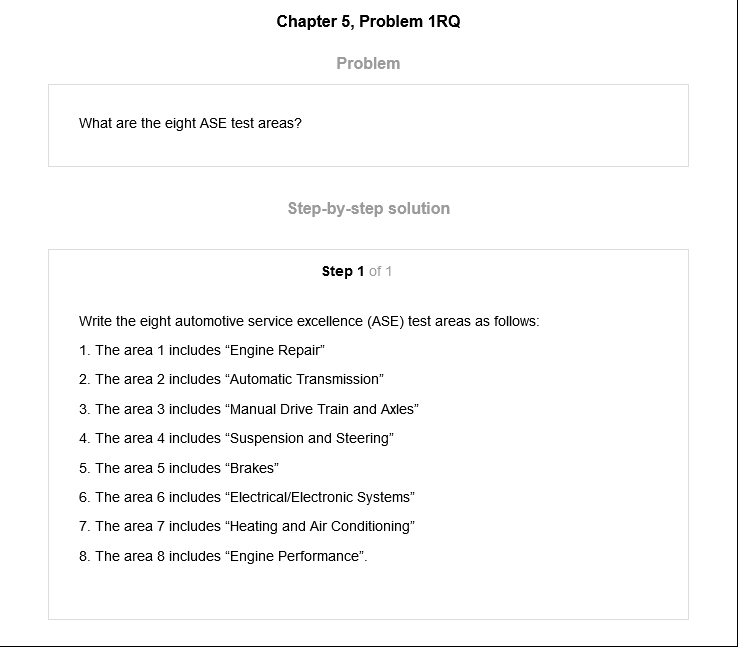 Chapter 5, Problem 1RQ
Problem
What are the eight ASE test areas?
Step-by-step solution
Step 1 of 1
Write the eight automotive service excellence (ASE) test areas as follows:
1. The area 1 includes “Engine Repair”
2. The area 2 includes “Automatic Transmission”
3. The area 3 includes “Manual Drive Train and Axles”
4. The area 4 includes “Suspension and Steering”
5. The area 5 includes “Brakes”
6. The area 6 includes “Electrical/Electronic Systems”
7. The area 7 includes “Heating and Air Conditioning”
8. The area 8 includes “Engine Performance”.